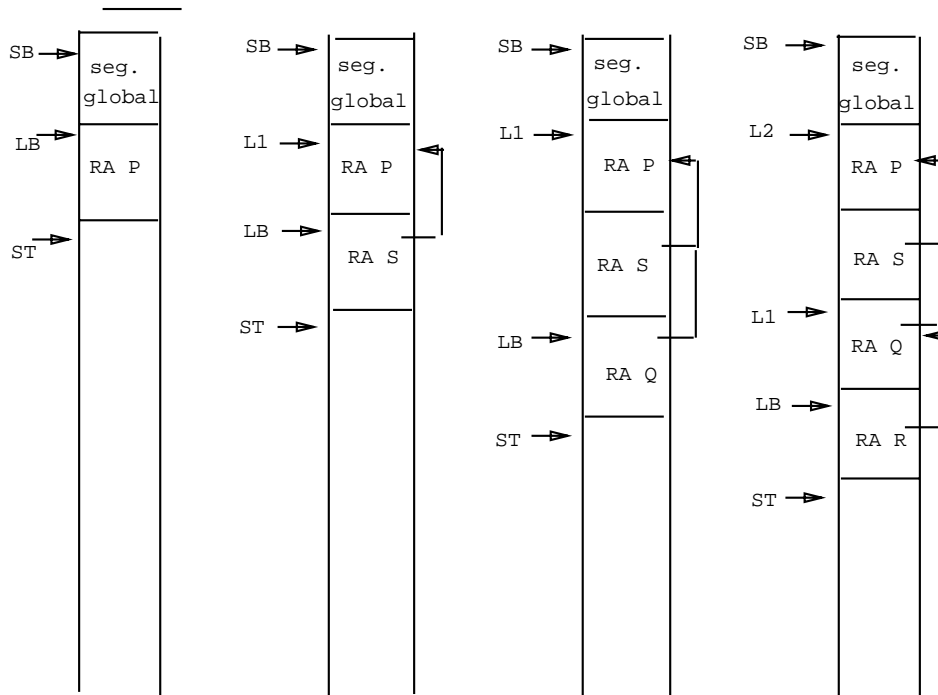 SB
seg.
global
LB
RA P
ST
SB
seg.
global
L1
RA P
LB
RA S
ST
SB
seg.
global
L1
RA P
RA S
LB
RA Q
ST
SB
seg.
global
L2
RA P
RA S
L1
RA Q
LB
RA R
ST